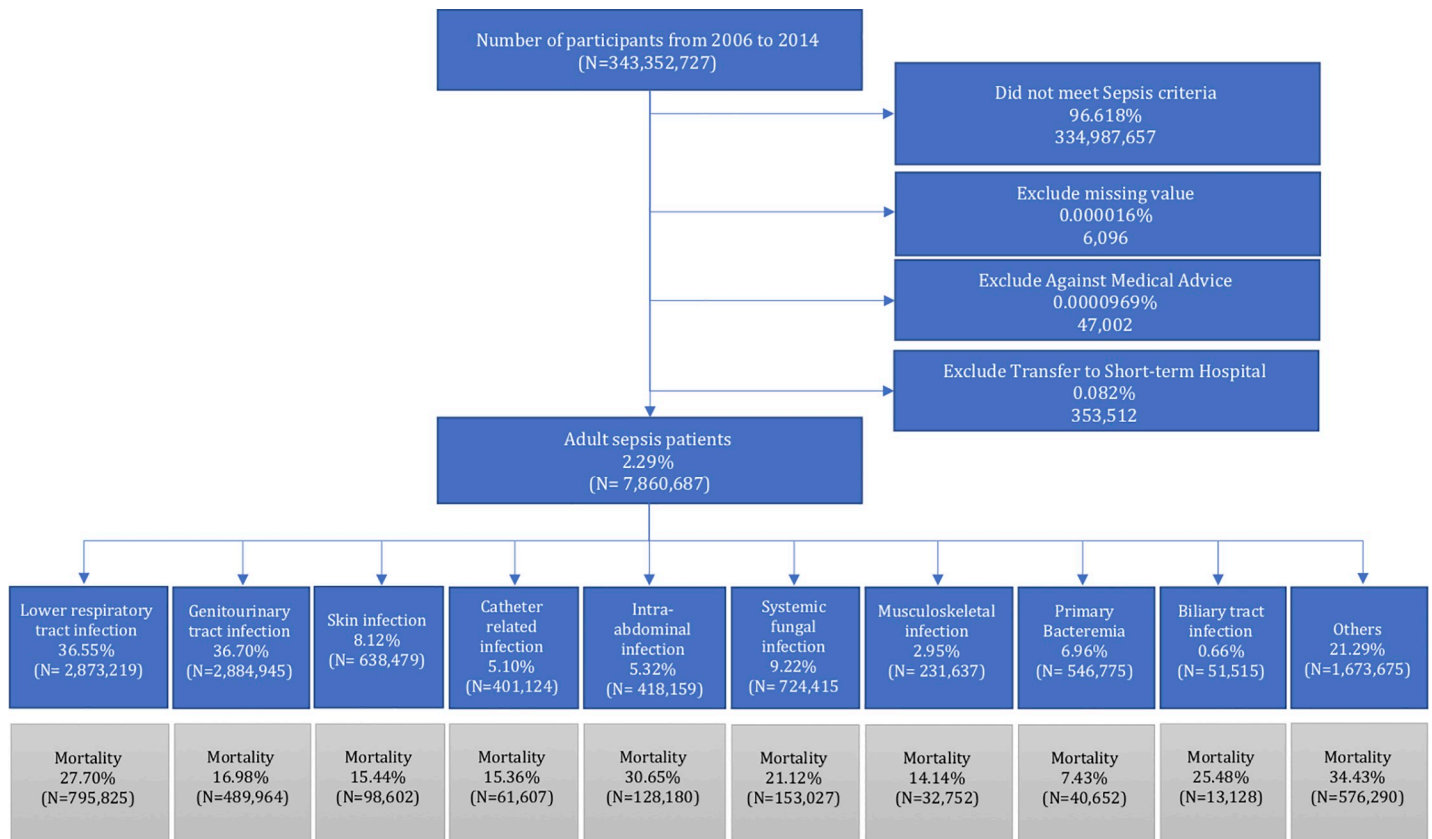 Number of participants from 2006 to 2014
(N=343,352,727)
Did not meet Sepsis criteria
96.618%
334,987,657
Exclude missing value
0.000016%
6,096
Exclude Against Medical Advice
0.0000969%
47,002
Exclude Transfer to Short-term Hospital
0.082%
353,512
Adult sepsis patients
2.29%
(N= 7,860,687)
Lower respiratory
tract infection
36.55%
(N= 2,873,219)
Genitourinary
tract infection
36.70%
(N=2,884,945)
Skin infection
8.12%
(N= 638,479)
Catheter
related
infection
5.10%
(N=401,124)
Intra-
abdominal
infection
5.32%
(N= 418,159)
Systemic
fungal
infection
9.22%
(N= 724,415
Musculoskeletal
infection
2.95%
(N= 231,637)
Primary
Bacteremia
6.96%
(N= 546,775)
Biliary tract
infection
0.66%
(N= 51,515)
Others
21.29%
(N=1,673,675)
Mortality
27.70%
(N=795,825)
Mortality
16.98%
(N=489,964)
Mortality
15.44%
(N=98,602)
Mortality
15.36%
(N=61,607)
Mortality
30.65%
(N=128,180)
Mortality
21.12%
(N=153,027)
Mortality
14.14%
(N=32,752)
Mortality
7.43%
(N=40,652)
Mortality
25.48%
(N=13,128)
Mortality
34.43%
(N=576,290)